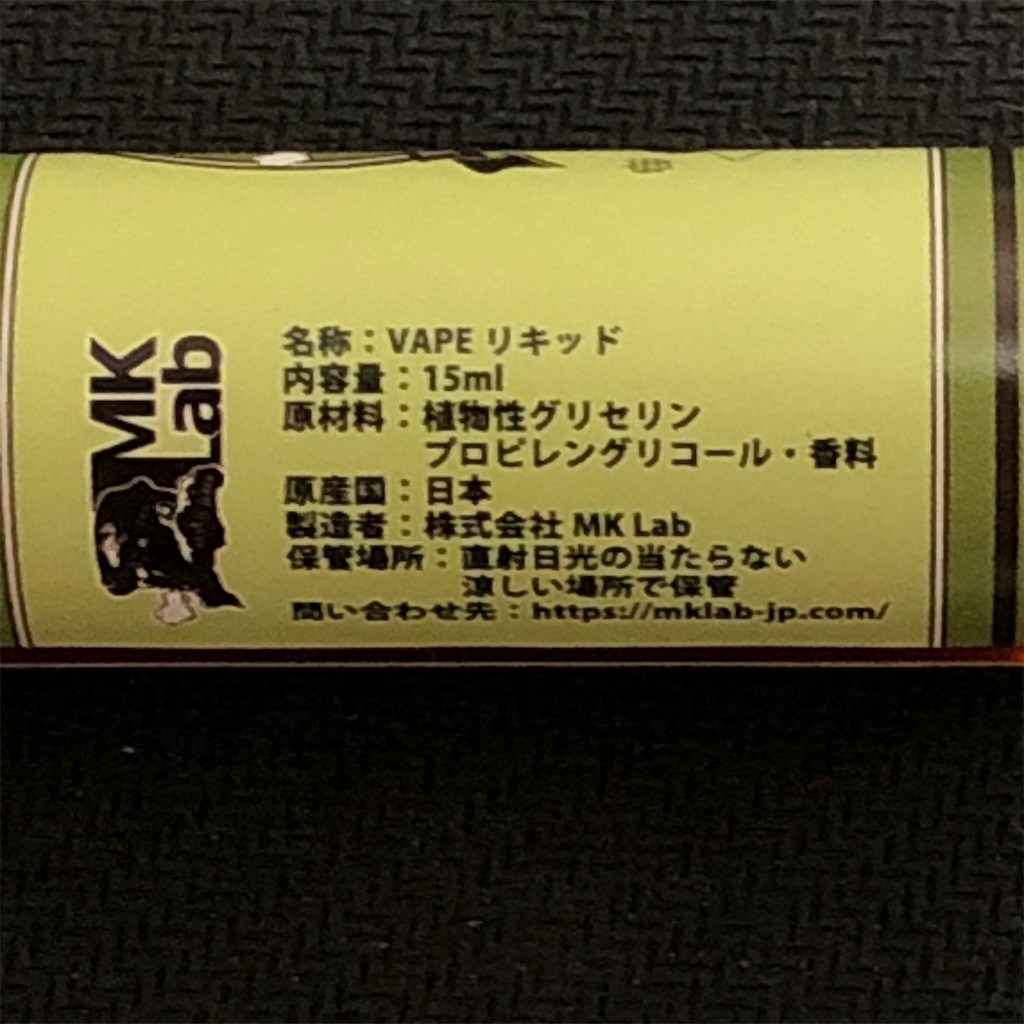 MK
Lab
名称：VAPE リキッド
内容量：15ml
原材料：植物性グリセリン
プロピレングリコール・香料
原産国：日本
製造者：株式会社 MK Lab
保管場所：直射日光の当たらない
涼しい場所で保管
問い合わせ先：https://mklab-jp.com/